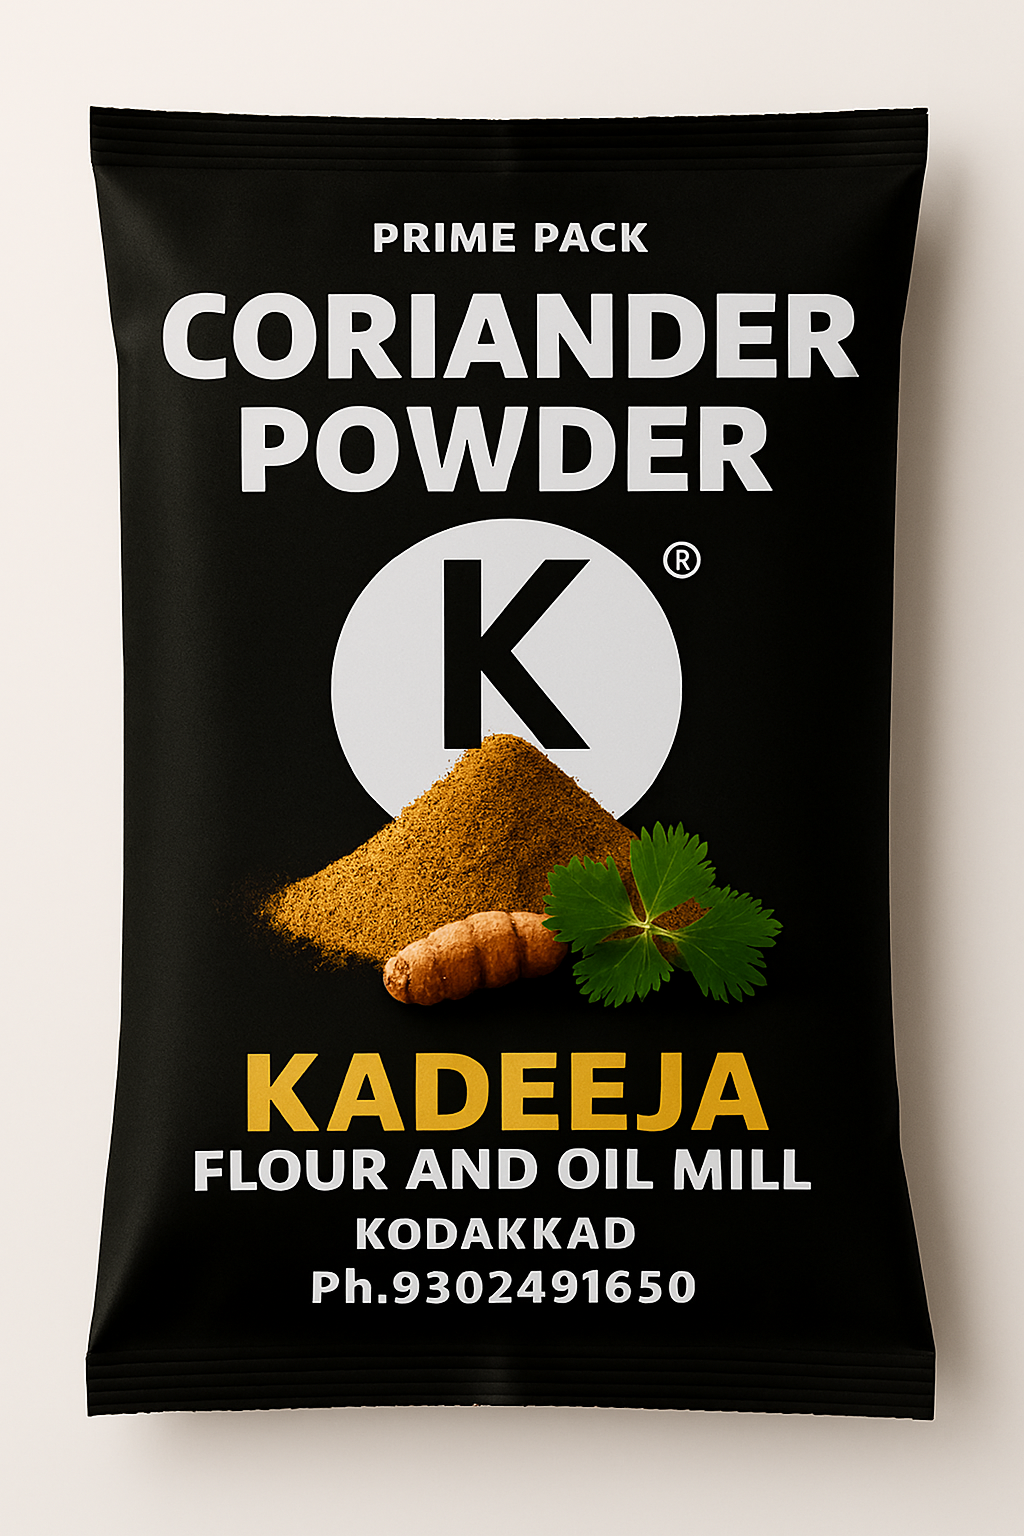 PRIME PACK
CORIANDER
POWDER
K ®
KADEEJA
FLOUR AND OIL MILL
KODAKKAD
Ph.9302491650